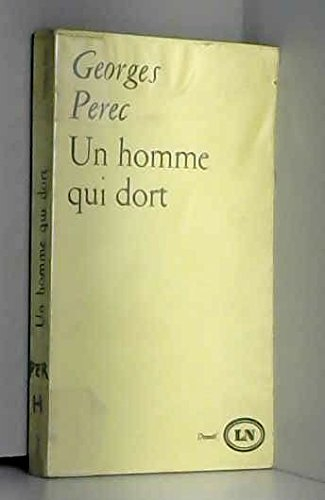 Georges
Perec
Un homme
qui dort
Denoël
LN
Un homme qui dort
PER
H